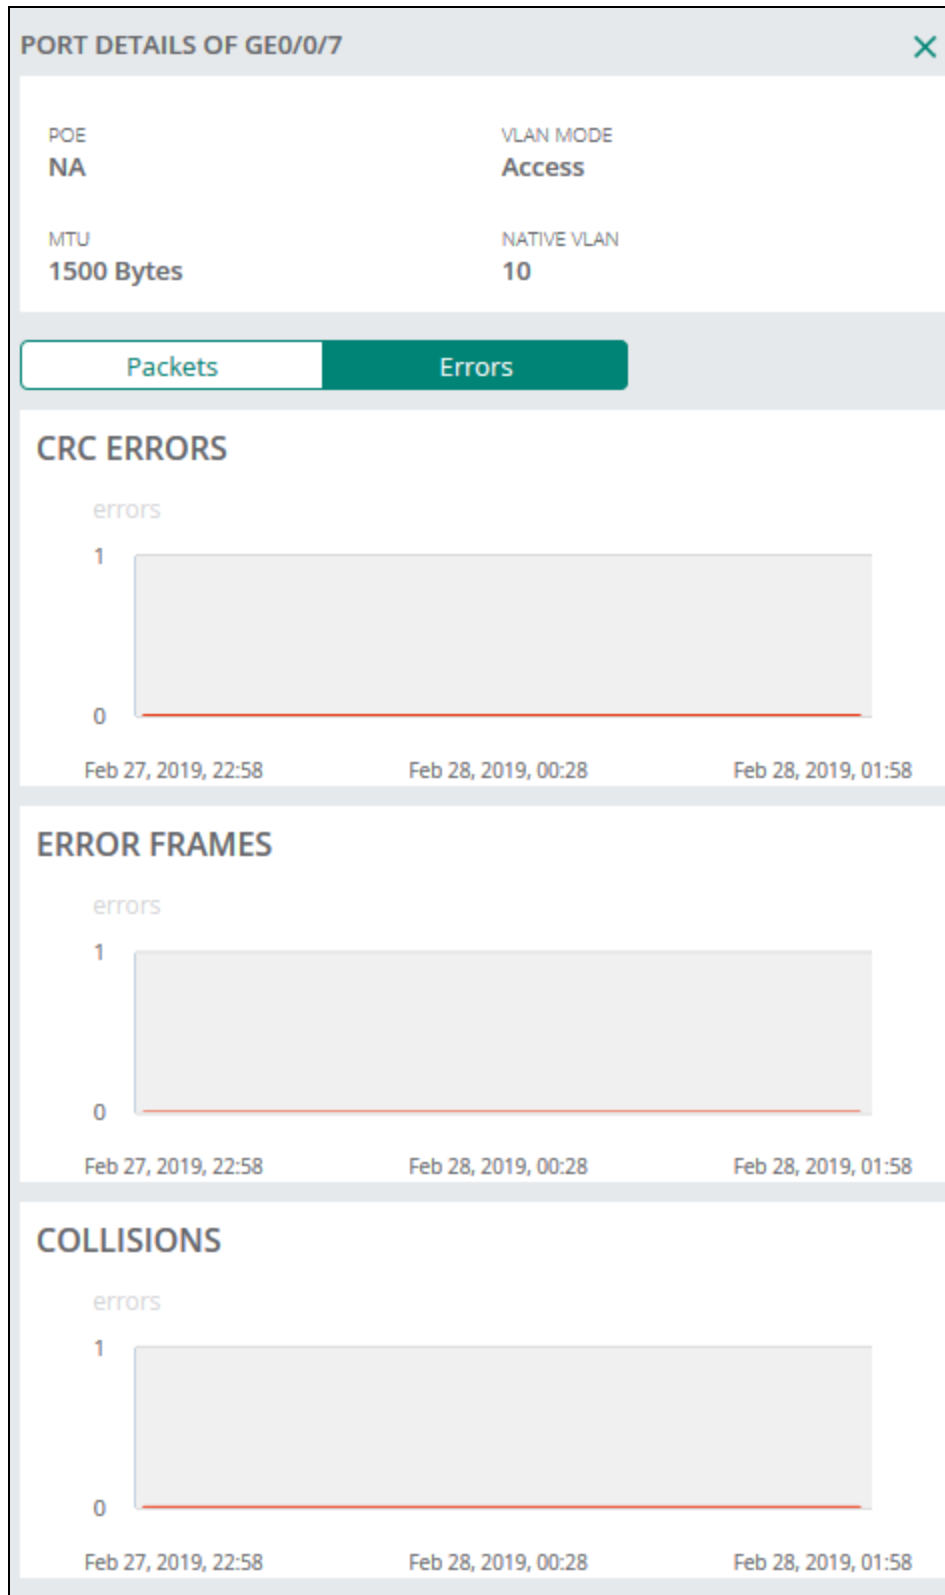 PORT DETAILS OF GE0/0/7
POE VLAN MODE
NA Access
MTU NATIVE VLAN
1500 Bytes 10
Packets Errors
CRC ERRORS
errors
1
0
Feb 27, 2019, 22:58 Feb 28, 2019, 00:28 Feb 28, 2019, 01:58
ERROR FRAMES
errors
1
0
Feb 27, 2019, 22:58 Feb 28, 2019, 00:28 Feb 28, 2019, 01:58
COLLISIONS
errors
1
0
Feb 27, 2019, 22:58 Feb 28, 2019, 00:28 Feb 28, 2019, 01:58